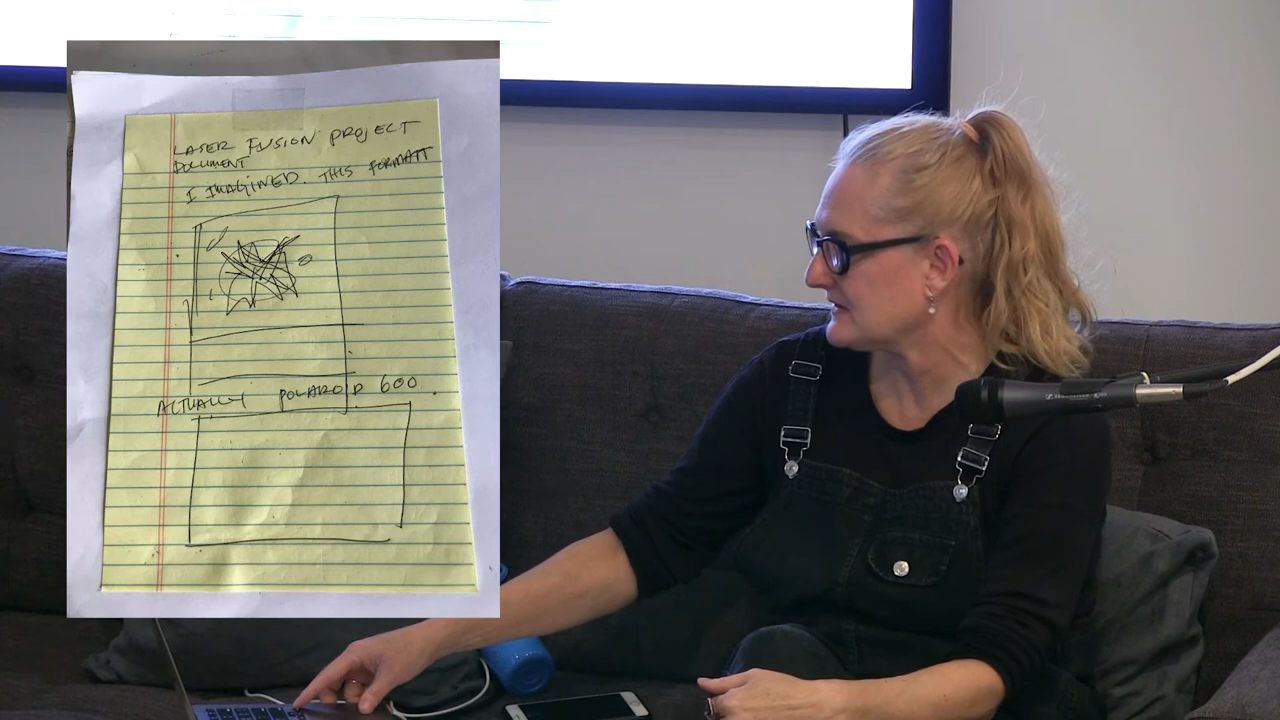 LASER FUSION PROJECT
DOCUMENT
I IMAGINED. THIS FORMATT
ACTUALLY POLAROID 600.